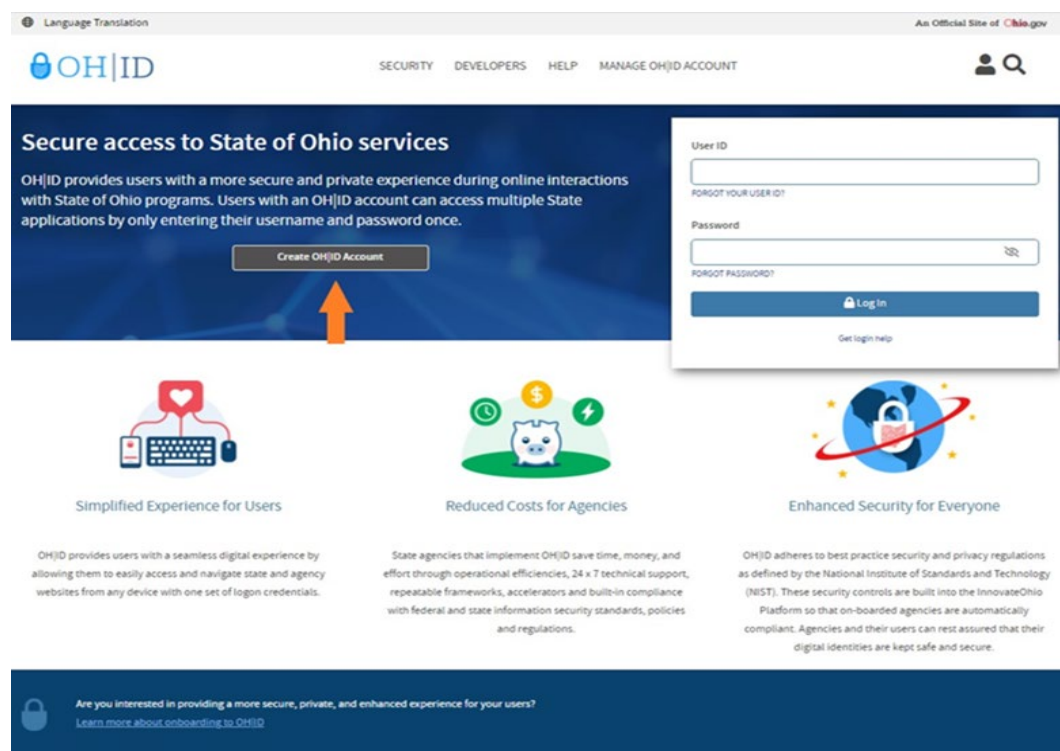 Language Translation
An Official Site of Ohio.gov
OH|ID
SECURITY DEVELOPERS HELP MANAGE OH|ID ACCOUNT
Secure access to State of Ohio services
OH|ID provides users with a more secure and private experience during online interactions
with State of Ohio programs. Users with an OH|ID account can access multiple State
applications by only entering their username and password once.
Create OH|ID Account
User ID
FORGOT YOUR USER ID?
Password
FORGOT PASSWORD?
Log In
Get login help
$
Simplified Experience for Users
OH|ID provides users with a seamless digital experience by
allowing them to easily access and navigate state and agency
websites from any device with one set of logon credentials.
Reduced Costs for Agencies
State agencies that implement OH|ID save time, money, and
effort through operational efficiencies, 24 x 7 technical support,
repeatable frameworks, accelerators and built-in compliance
with federal and state information security standards, policies
and regulations.
Enhanced Security for Everyone
OH|ID adheres to best practice security and privacy regulations
as defined by the National Institute of Standards and Technology
(NIST). These security controls are built into the InnovateOhio
Platform so that on-boarded agencies are automatically
compliant. Agencies and their users can rest assured that their
digital identities are kept safe and secure.
Are you interested in providing a more secure, private, and enhanced experience for your users?
Learn more about onboarding to OH|ID